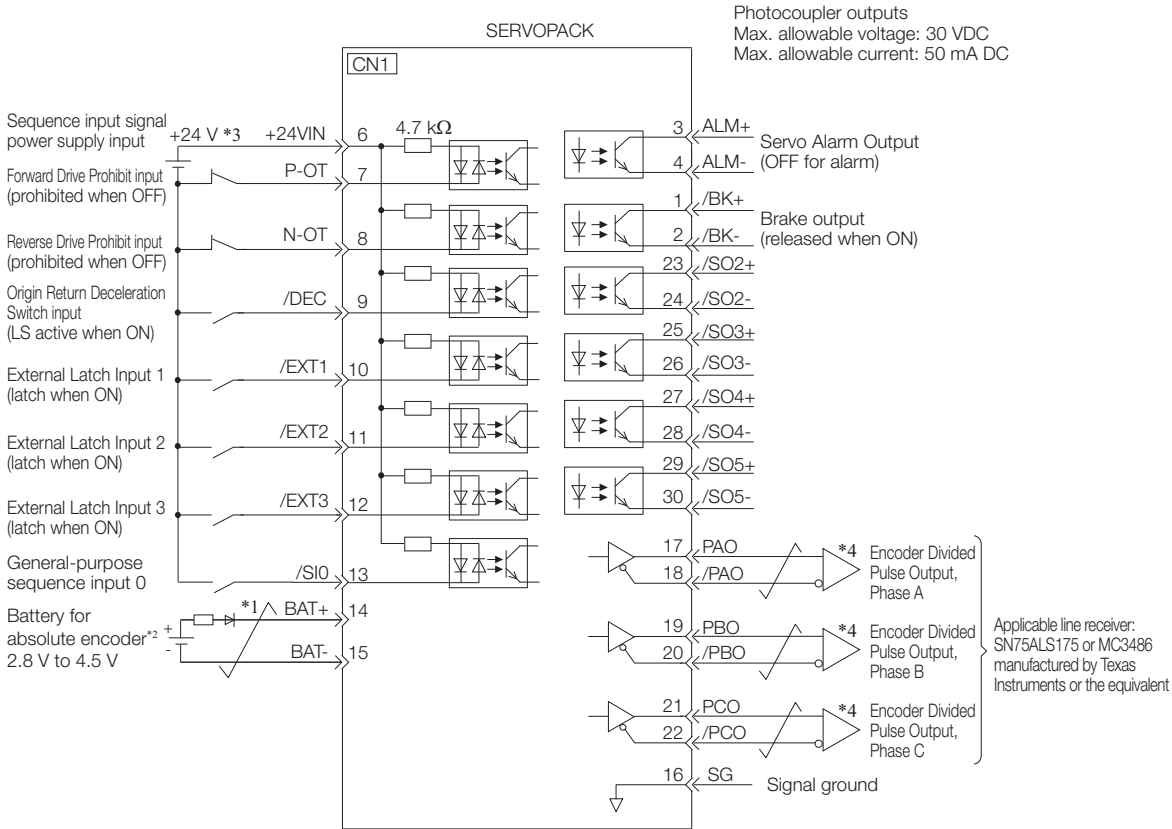 Photocoupler outputs
Max. allowable voltage: 30 VDC
Max. allowable current: 50 mA DC
SERVOPACK
CN1
Sequence input signal
power supply input
+24 V *3
+24VIN
6
4.7 kΩ
Forward Drive Prohibit input
(prohibited when OFF)
P-OT
7
Reverse Drive Prohibit input
(prohibited when OFF)
N-OT
8
Origin Return Deceleration
Switch input
(LS active when ON)
/DEC
9
External Latch Input 1
(latch when ON)
/EXT1
10
External Latch Input 2
(latch when ON)
/EXT2
11
External Latch Input 3
(latch when ON)
/EXT3
12
General-purpose
sequence input 0
/SI0
13
Battery for
absolute encoder*2
2.8 V to 4.5 V
+
-
*1
BAT+
14
BAT-
15
3
ALM+
4
ALM-
Servo Alarm Output
(OFF for alarm)
1
/BK+
2
/BK-
Brake output
(released when ON)
23
/SO2+
24
/SO2-
25
/SO3+
26
/SO3-
27
/SO4+
28
/SO4-
29
/SO5+
30
/SO5-
17
PAO
18
/PAO
*4
Encoder Divided
Pulse Output,
Phase A
19
PBO
20
/PBO
*4
Encoder Divided
Pulse Output,
Phase B
21
PCO
22
/PCO
*4
Encoder Divided
Pulse Output,
Phase C
Applicable line receiver:
SN75ALS175 or MC3486
manufactured by Texas
Instruments or the equivalent
16
SG
Signal ground